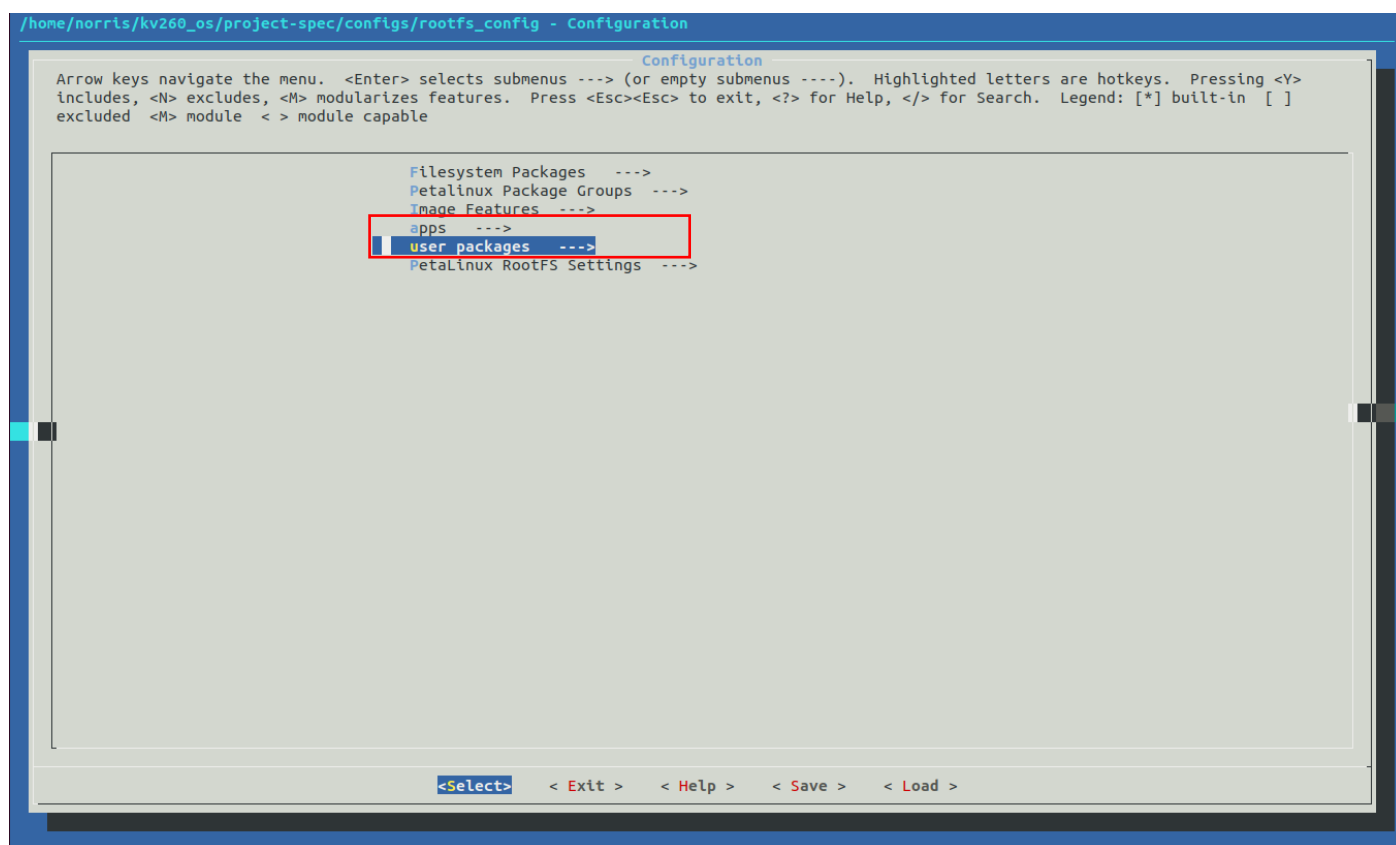 /home/norris/kv260_os/project-spec/configs/rootfs_config - Configuration
Configuration
Arrow keys navigate the menu.  <Enter> selects submenus ---> (or empty submenus ----).  Highlighted letters are hotkeys.  Pressing <Y>
includes, <N> excludes, <M> modularizes features.  Press <Esc><Esc> to exit, <?> for Help, </> for Search.  Legend: [*] built-in  [ ]
excluded  <M> module  < > module capable
Filesystem Packages  --->
Petalinux Package Groups  --->
Image Features  --->
apps  --->
user packages  --->
PetaLinux RootFS Settings  --->
<Select>    < Exit >    < Help >    < Save >    < Load >